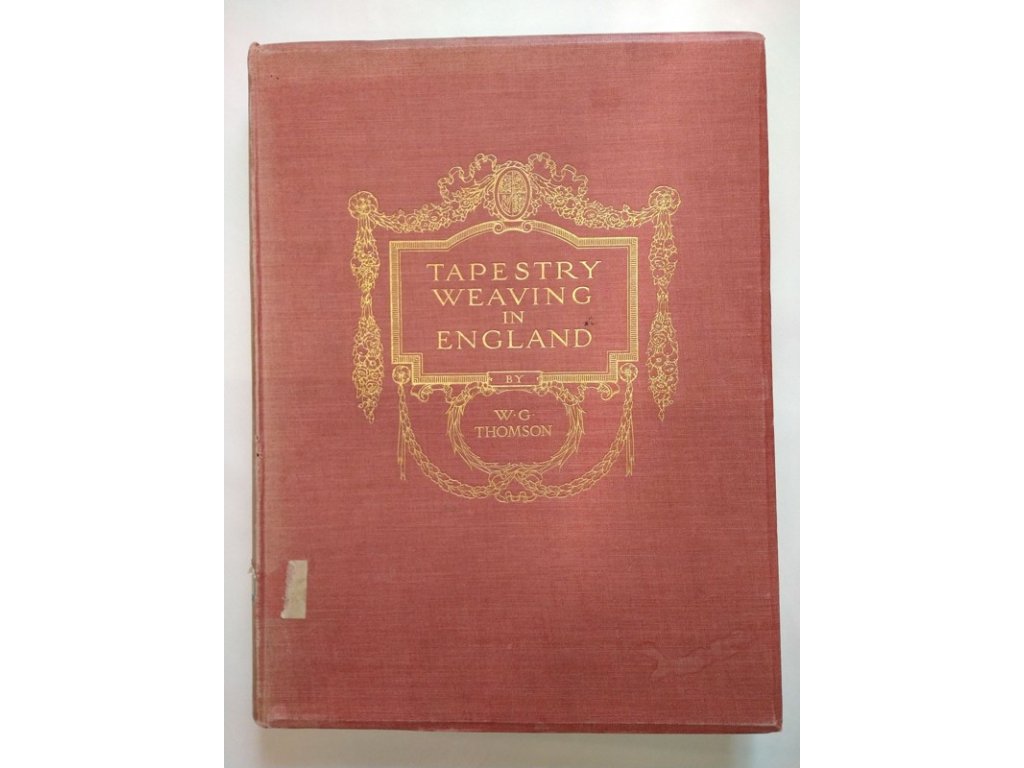 TAPESTRY
WEAVING
IN
ENGLAND
BY
W·G·
THOMSON